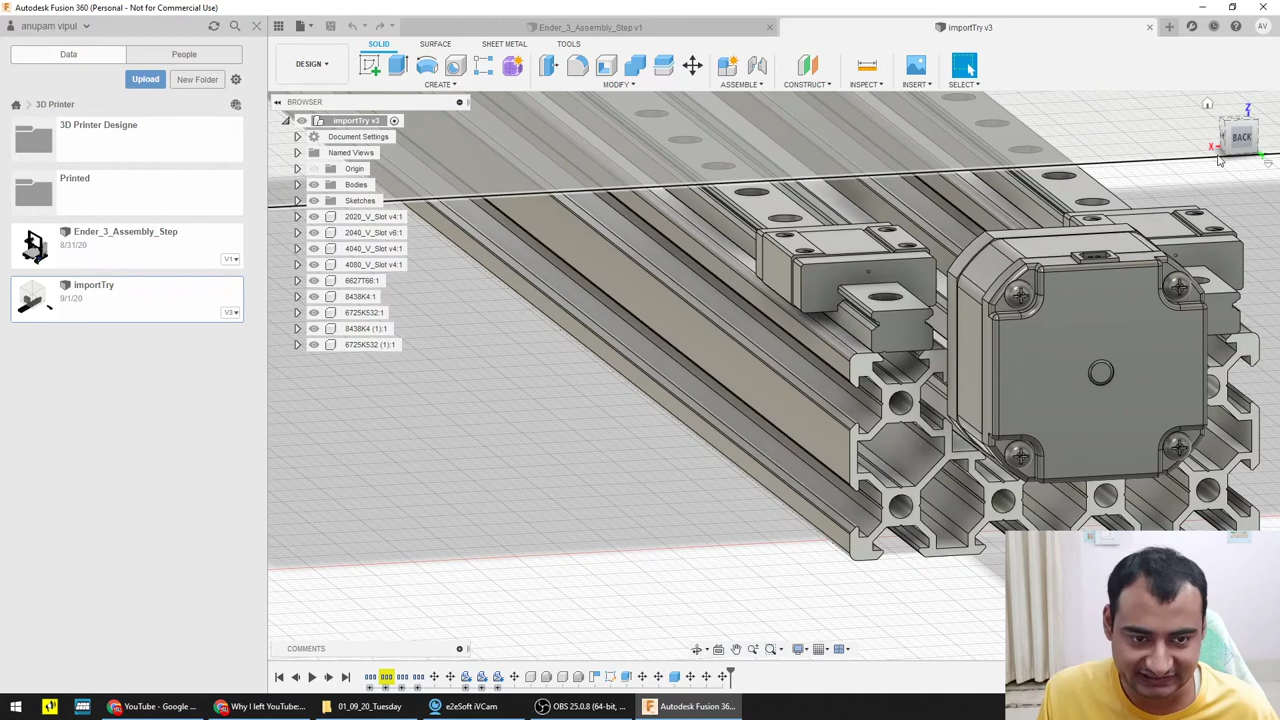 Autodesk Fusion 360 (Personal - Not for Commercial Use)
anupam vipul
Ender_3_Assembly_Step v1
importTry v3
AV
Data
People
Upload
New Folder
3D Printer
3D Printer Designe
Printed
Ender_3_Assembly_Step
8/31/20
V1
importTry
9/1/20
V3
DESIGN
SOLID
SURFACE
SHEET METAL
TOOLS
CREATE
MODIFY
ASSEMBLE
CONSTRUCT
INSPECT
INSERT
SELECT
BROWSER
importTry v3
Document Settings
Named Views
Origin
Bodies
Sketches
2020_V_Slot v4:1
2040_V_Slot v6:1
4040_V_Slot v4:1
4080_V_Slot v4:1
6627T66:1
8438K4:1
6725K532:1
8438K4 (1):1
6725K532 (1):1
Z
X
BACK
COMMENTS
YouTube - Google ...
Why I left YouTube:...
01_09_20_Tuesday
e2eSoft iVCam
OBS 25.0.8 (64-bit, ...
Autodesk Fusion 36...